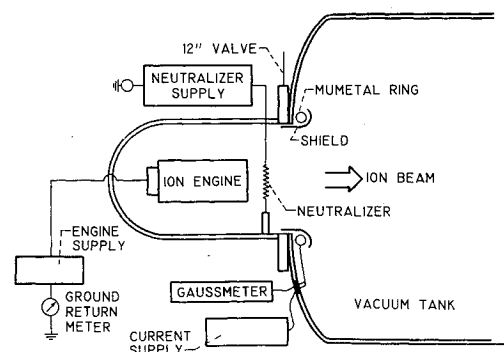 12" VALVE
NEUTRALIZER
SUPPLY
MUMETAL RING
SHIELD
ION ENGINE
ION BEAM
NEUTRALIZER
ENGINE
SUPPLY
GROUND
RETURN
METER
GAUSSMETER
VACUUM TANK
CURRENT
SUPPLY